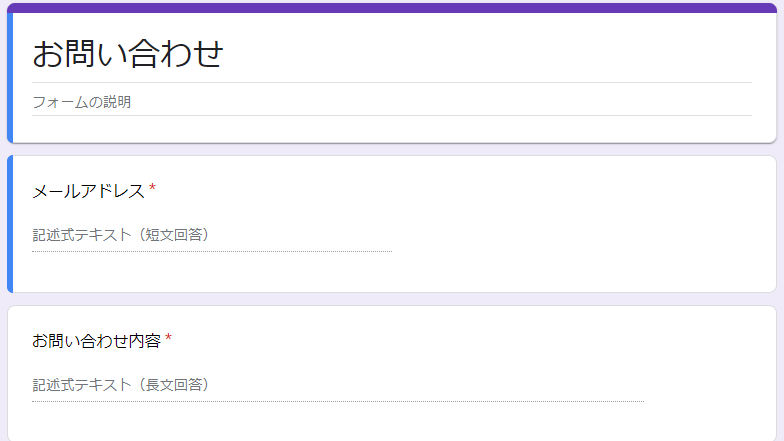 お問い合わせ
フォームの説明
メールアドレス *
記述式テキスト（短文回答）
お問い合わせ内容 *
記述式テキスト（長文回答）